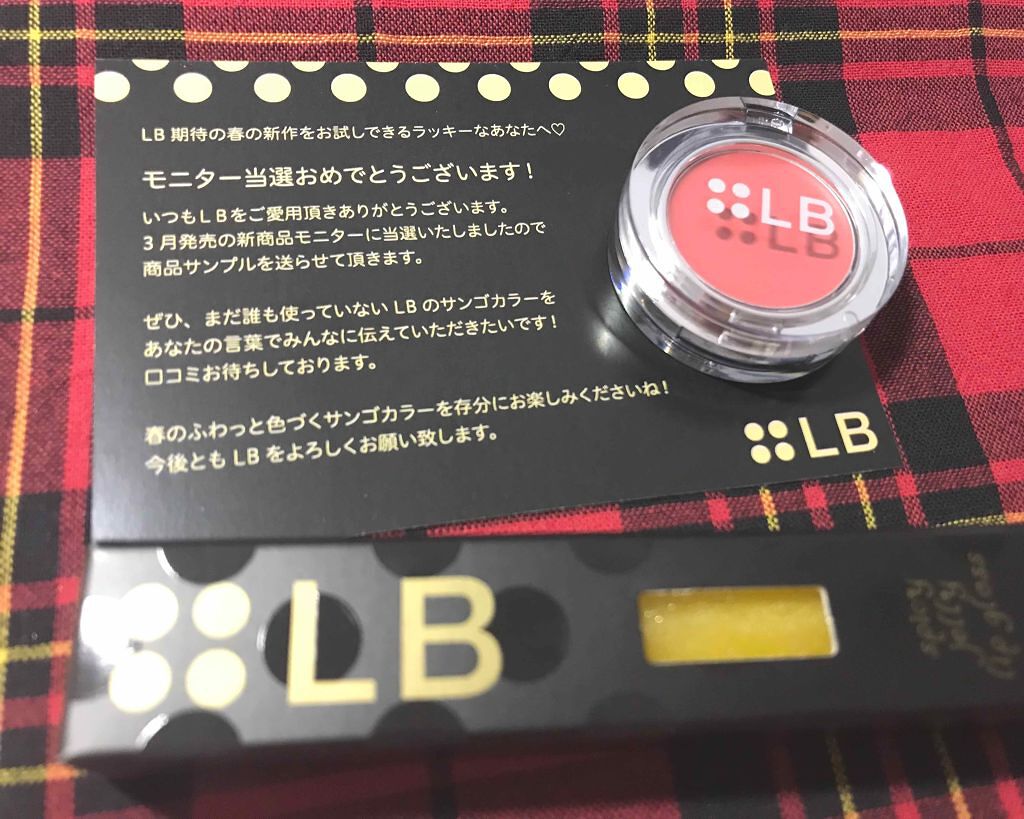 LB 期待の春の新作をお試しできるラッキーなあなたへ♡
モニター当選おめでとうございます！
いつもLBをご愛用頂きありがとうございます。
3月発売の新商品モニターに当選いたしましたので
商品サンプルを送らせて頂きます。
ぜひ、まだ誰も使っていない LB のサンゴカラーを
あなたの言葉でみんなに伝えていただきたいです！
口コミお待ちしております。
春のふわっと色づくサンゴカラーを存分にお楽しみくださいね！
今後とも LB をよろしくお願い致します。
LB
LB
LB
spicy
jelly
lip gloss